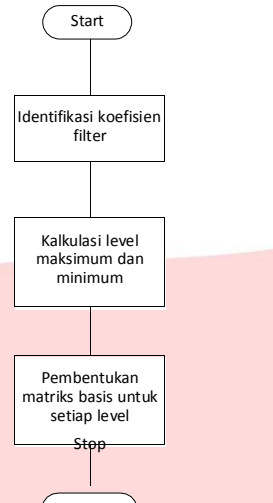 Start
Identifikasi koefisien
filter
Kalkulasi level
maksimum dan
minimum
Pembentukan
matriks basis untuk
setiap level
Stop